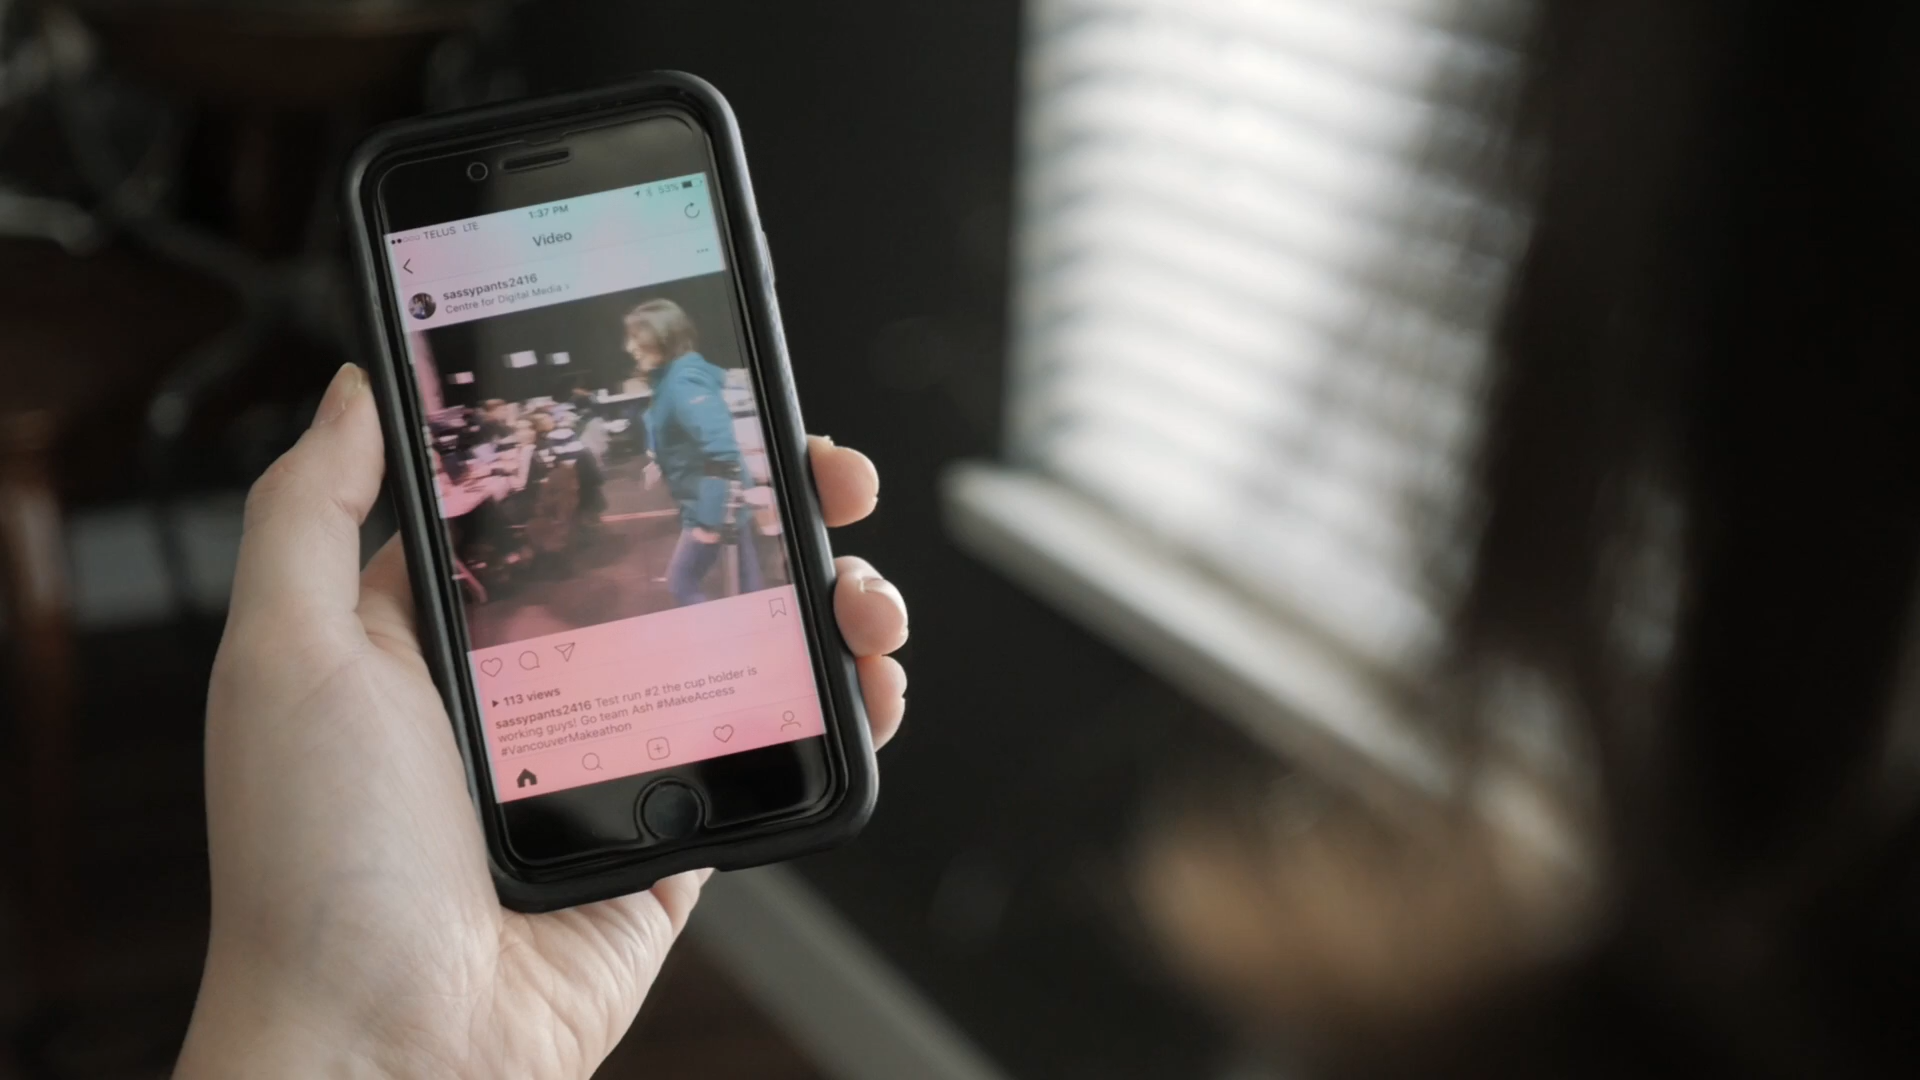 TELUS LTE
1:37 PM
53%
Video
sassypants2416
Centre for Digital Media
113 views
sassypants2416 Test run #2 the cup holder is
working guys! Go team Ash #MakeAccess
#VancouverMakeathon